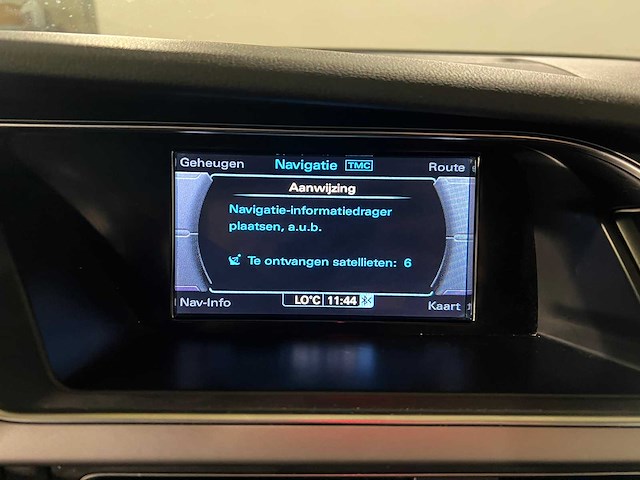 Geheugen Navigatie TMC Route
Aanwijzing
Navigatie-informatiedrager
plaatsen, a.u.b.
Te ontvangen satellieten: 6
Nav-Info LO°C 11:44 Kaart